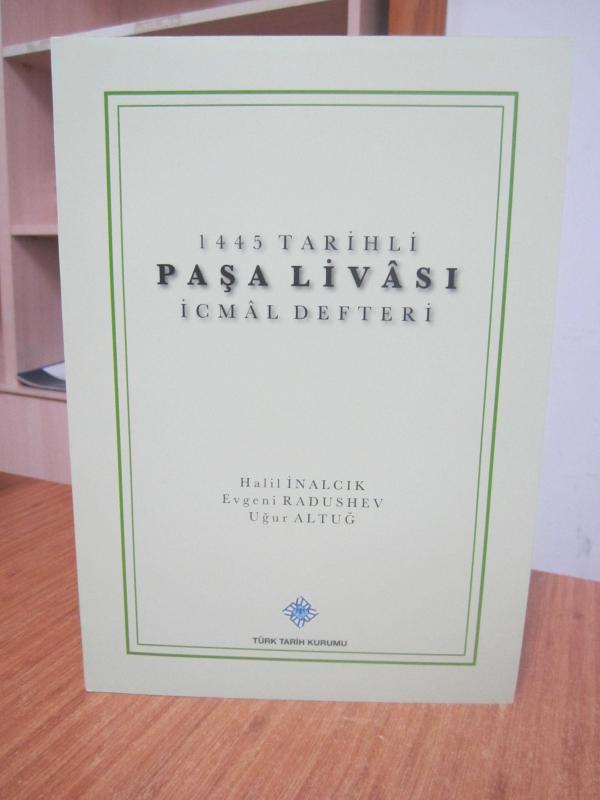 1445 TARİHLİ
PAŞA LİVÂSI
İCMÂL DEFTERİ
Halil İNALCIK
Evgeni RADUSHEV
Uğur ALTUĞ
TÜRK TARİH KURUMU